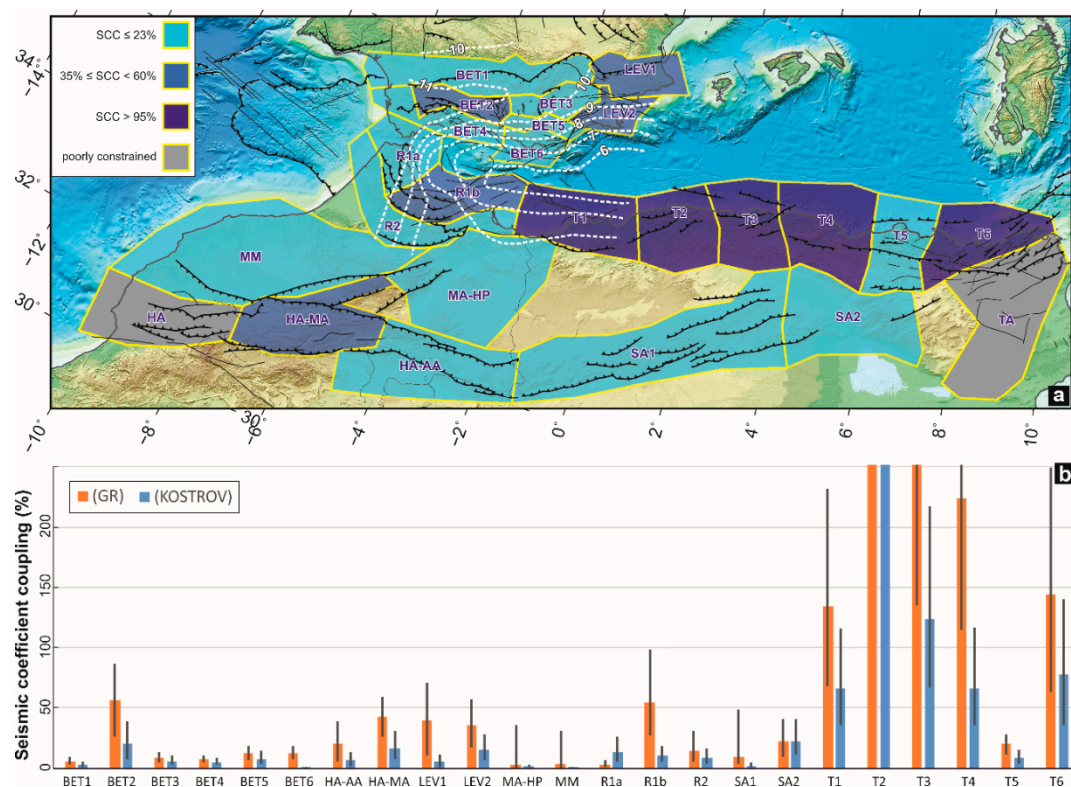 SCC ≤ 23%
35% ≤ SCC < 60%
SCC > 95%
poorly constrained
34°
-14°
32°
-12°
30°
10
BET1
11
10
LEV1
BET2
BET3
9
LEV2
BET4
BET5
8
7
R1a
BET6
6
R1b
T1
T2
T3
T4
T5
T6
R2
MM
MA-HP
HA
HA-MA
SA2
TA
SA1
HA-AA
a
-10°
-8°
-6°
30°
-4°
-2°
0°
2°
4°
6°
8°
10°
b
(GR) (KOSTROV)
Seismic coefficient coupling (%)
200
150
100
50
0
BET1 BET2 BET3 BET4 BET5 BET6 HA-AA HA-MA LEV1 LEV2 MA-HP MM R1a R1b R2 SA1 SA2 T1 T2 T3 T4 T5 T6